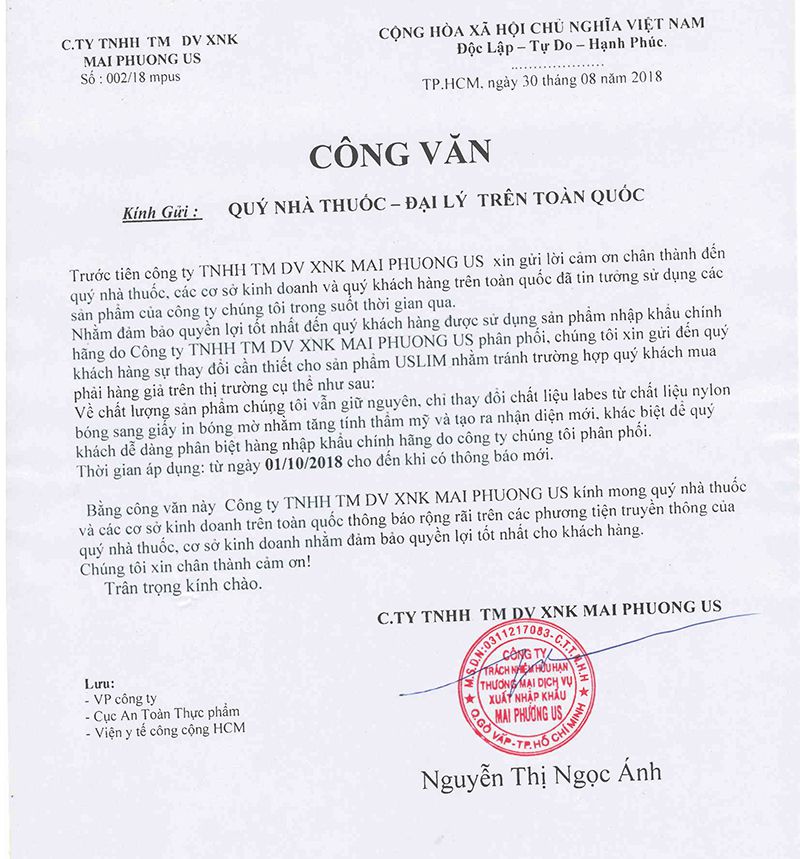 C.TY TNHH TM DV XNK
MAI PHUONG US
Số : 002/18 mpus
CỘNG HÒA XÃ HỘI CHỦ NGHĨA VIỆT NAM
Độc Lập – Tự Do – Hạnh Phúc.
....................
TP.HCM, ngày 30 tháng 08 năm 2018
CÔNG VĂN
Kính Gửi : QUÝ NHÀ THUỐC – ĐẠI LÝ TRÊN TOÀN QUỐC
Trước tiên công ty TNHH TM DV XNK MAI PHUONG US xin gửi lời cảm ơn chân thành đến
quý nhà thuốc, các cơ sở kinh doanh và quý khách hàng trên toàn quốc đã tin tưởng sử dụng các
sản phẩm của công ty chúng tôi trong suốt thời gian qua.
Nhằm đảm bảo quyền lợi tốt nhất đến quý khách hàng được sử dụng sản phẩm nhập khẩu chính
hãng do Công ty TNHH TM DV XNK MAI PHUONG US phân phối, chúng tôi xin gửi đến quý
khách hàng sự thay đổi cần thiết cho sản phẩm USLIM nhằm tránh trường hợp quý khách mua
phải hàng giả trên thị trường cụ thể như sau:
Về chất lượng sản phẩm chúng tôi vẫn giữ nguyên, chỉ thay đổi chất liệu labes từ chất liệu nylon
bóng sang giấy in bóng mờ nhằm tăng tính thẩm mỹ và tạo ra nhận diện mới, khác biệt để quý
khách dễ dàng phân biệt hàng nhập khẩu chính hãng do công ty chúng tôi phân phối.
Thời gian áp dụng: từ ngày 01/10/2018 cho đến khi có thông báo mới.
Bằng công văn này Công ty TNHH TM DV XNK MAI PHUONG US kính mong quý nhà thuốc
và các cơ sở kinh doanh trên toàn quốc thông báo rộng rãi trên các phương tiện truyền thông của
quý nhà thuốc, cơ sở kinh doanh nhằm đảm bảo quyền lợi tốt nhất cho khách hàng.
Chúng tôi xin chân thành cảm ơn!
Trân trọng kính chào.
C.TY TNHH TM DV XNK MAI PHUONG US
M.S.D.N:0311217083-C.T.T.N.H.H
CÔNG TY
TRÁCH NHIỆM HỮU HẠN
THƯƠNG MẠI DỊCH VỤ
XUẤT NHẬP KHẨU
MAI PHƯƠNG US
Q.GÒ VẤP-TP.HỒ CHÍ MINH
Lưu:
- VP công ty
- Cục An Toàn Thực phẩm
- Viện y tế công cộng HCM
Nguyễn Thị Ngọc Ánh